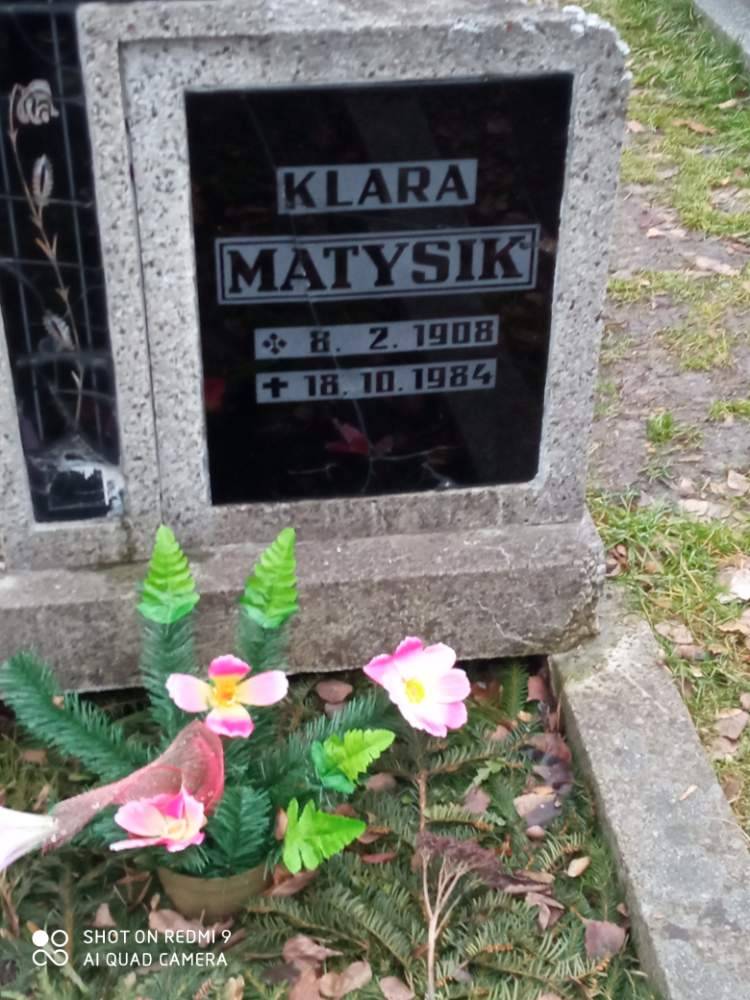 KLARA
MATYSIK
✣ 8. 2. 1908
✝ 18. 10. 1984
SHOT ON REDMI 9
AI QUAD CAMERA